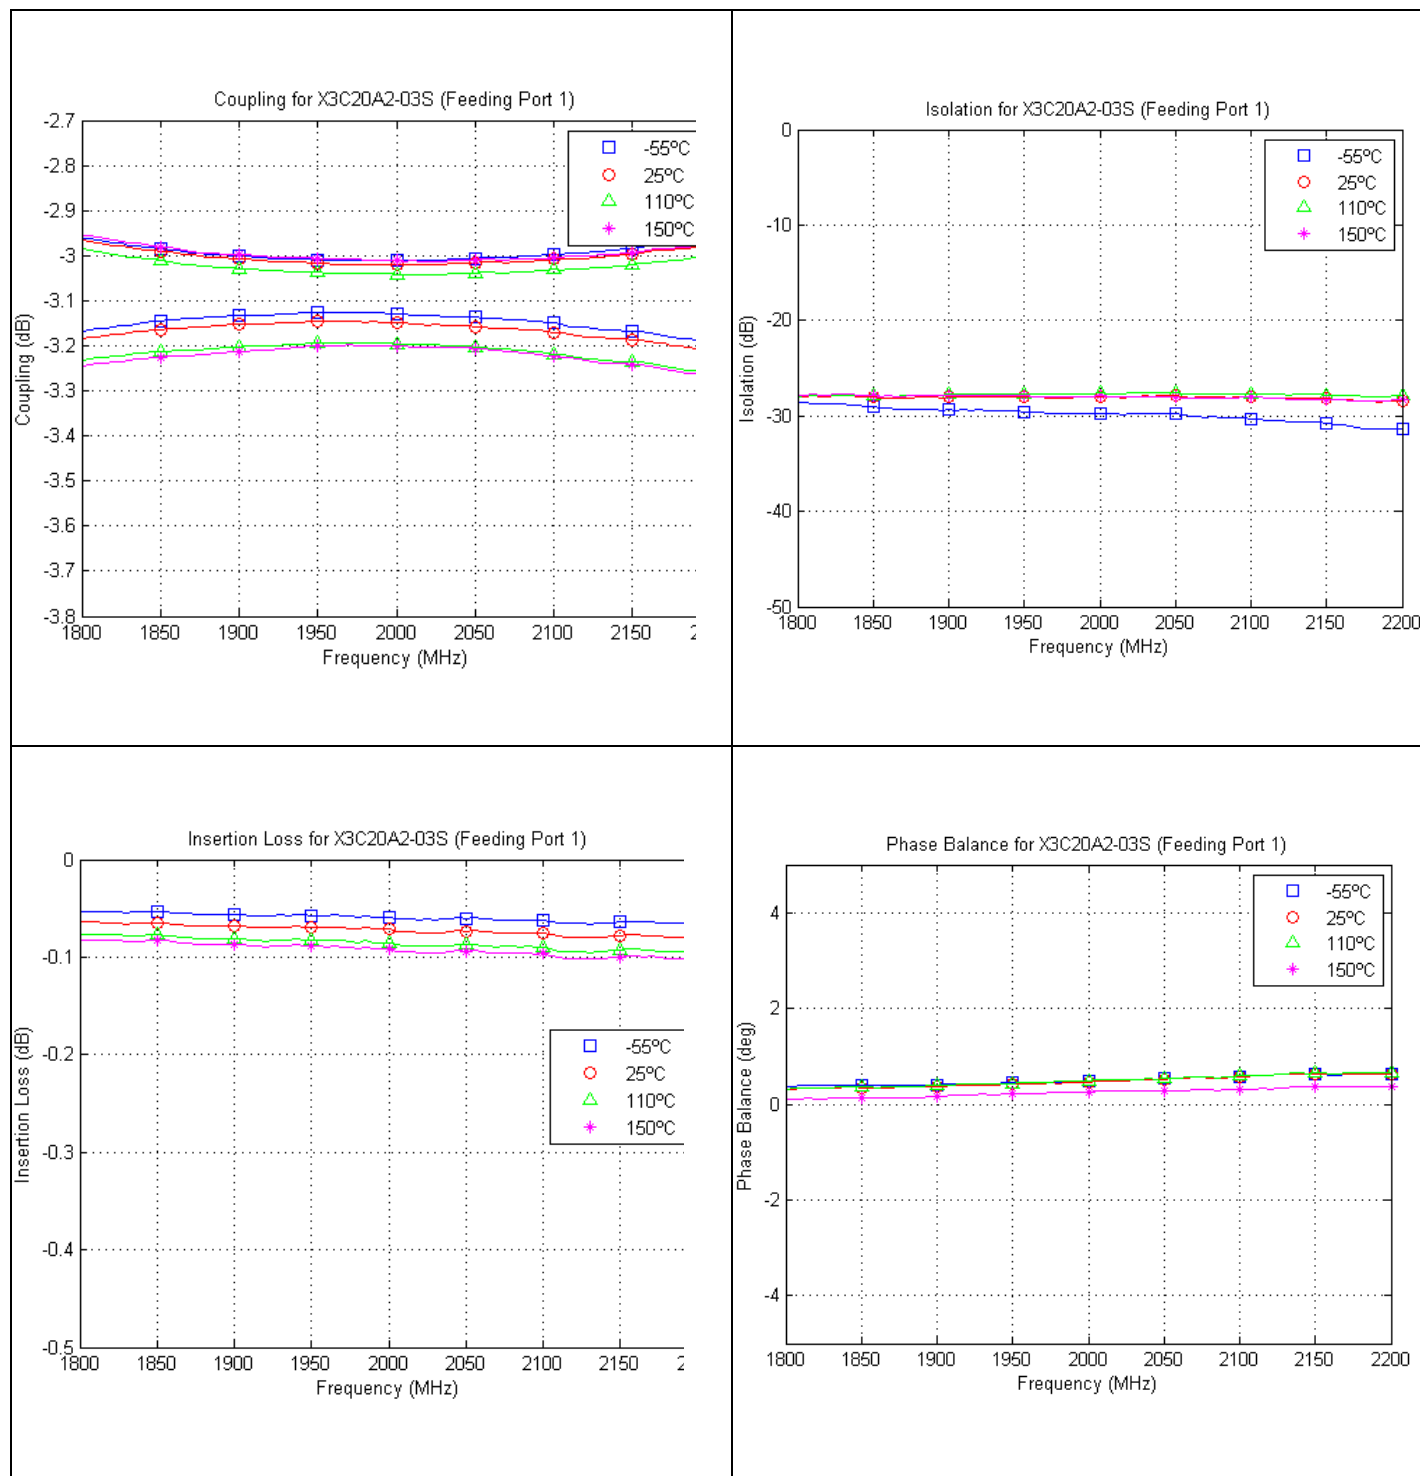 Coupling for X3C20A2-03S (Feeding Port 1)
-2.7
-2.8
-2.9
-3
-3.1
-3.2
-3.3
-3.4
-3.5
-3.6
-3.7
-3.8
Coupling (dB)
-55ºC
25ºC
110ºC
150ºC
1800 1850 1900 1950 2000 2050 2100 2150 2
Frequency (MHz)
Isolation for X3C20A2-03S (Feeding Port 1)
0
-10
-20
-30
-40
-50
Isolation (dB)
-55ºC
25ºC
110ºC
150ºC
1800 1850 1900 1950 2000 2050 2100 2150 2200
Frequency (MHz)
Insertion Loss for X3C20A2-03S (Feeding Port 1)
0
-0.1
-0.2
-0.3
-0.4
-0.5
Insertion Loss (dB)
-55ºC
25ºC
110ºC
150ºC
1800 1850 1900 1950 2000 2050 2100 2150 2
Frequency (MHz)
Phase Balance for X3C20A2-03S (Feeding Port 1)
4
2
0
-2
-4
Phase Balance (deg)
-55ºC
25ºC
110ºC
150ºC
1800 1850 1900 1950 2000 2050 2100 2150 2200
Frequency (MHz)